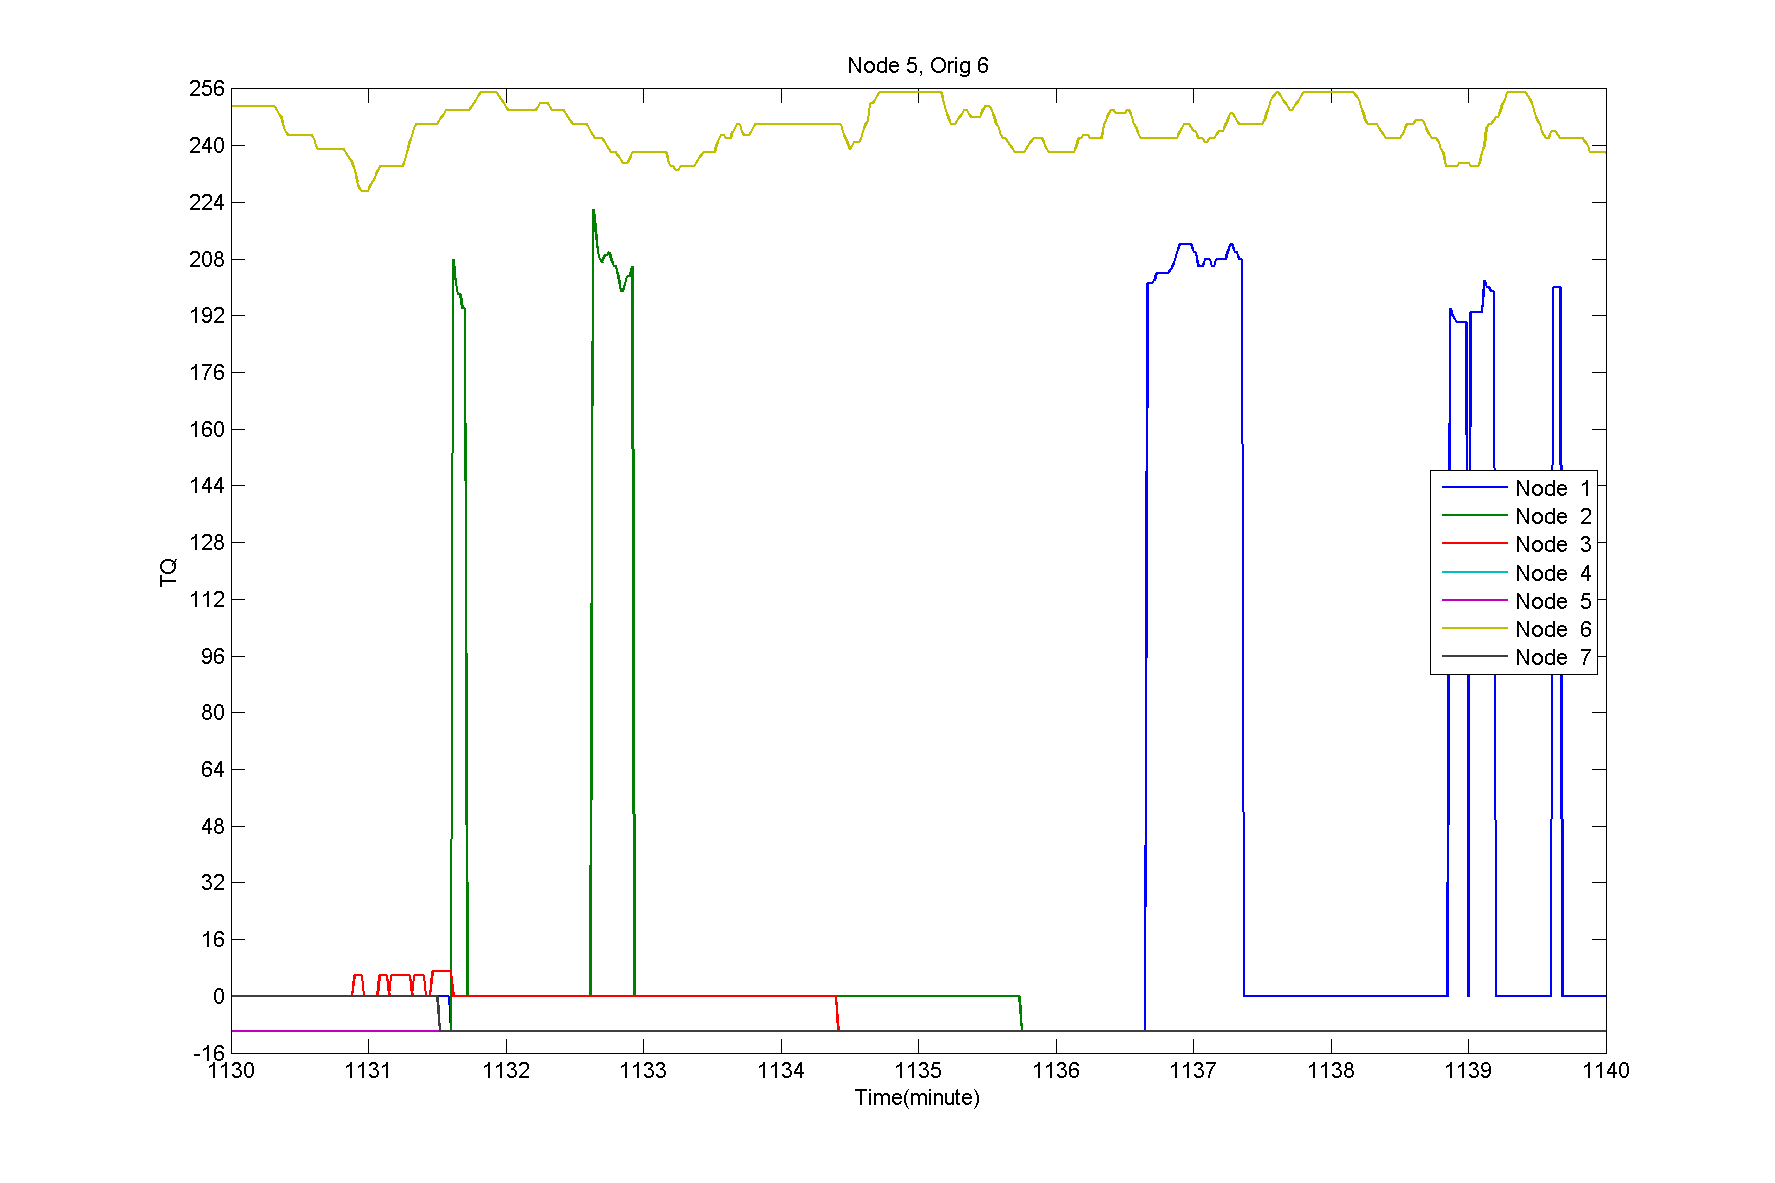 Node 5, Orig 6
256
240
224
208
192
176
160
144
128
112
96
80
64
48
32
16
0
-16
TQ
Node 1
Node 2
Node 3
Node 4
Node 5
Node 6
Node 7
1130 1131 1132 1133 1134 1135 1136 1137 1138 1139 1140
Time(minute)